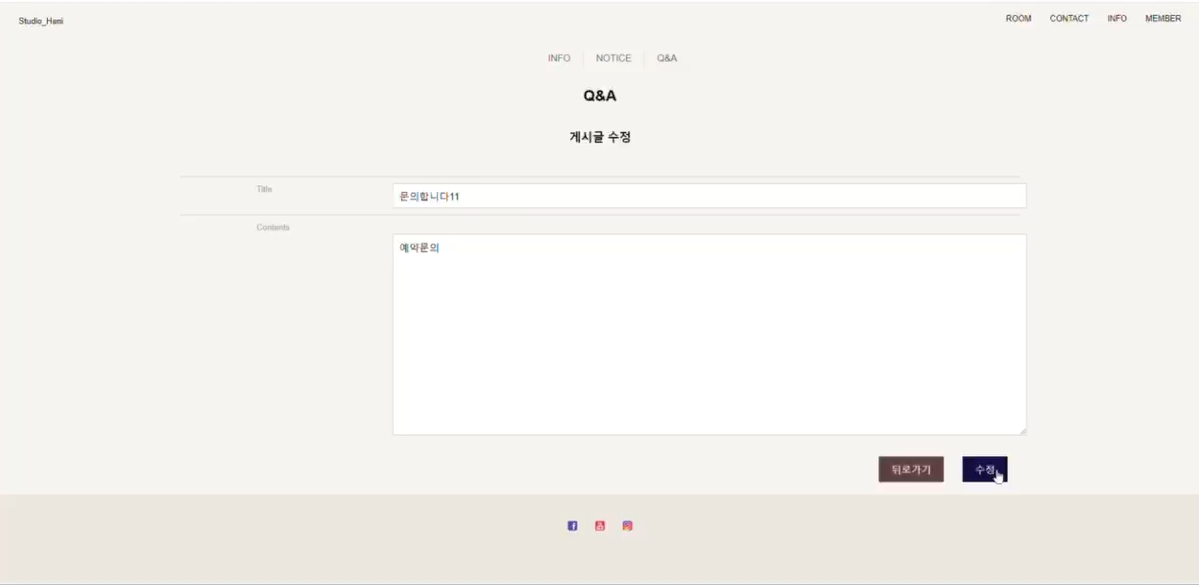 Studio_Hani
ROOM CONTACT INFO MEMBER
INFO NOTICE Q&A
Q&A
게시글 수정
Title
문의합니다11
Contents
예약문의
뒤로가기 수정